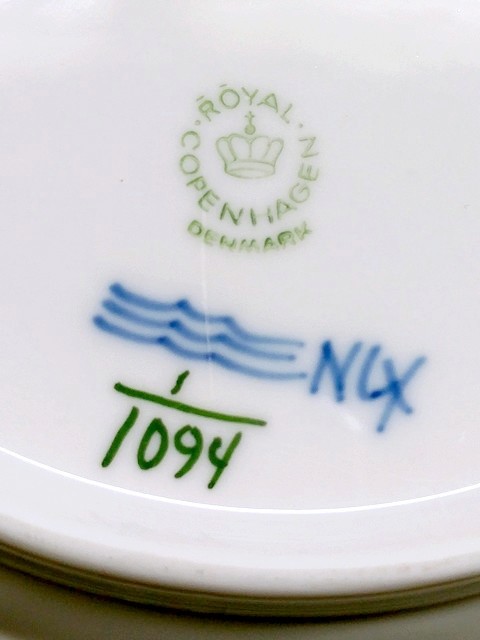 ROYAL
COPENHAGEN
DENMARK
NLX
1
1094